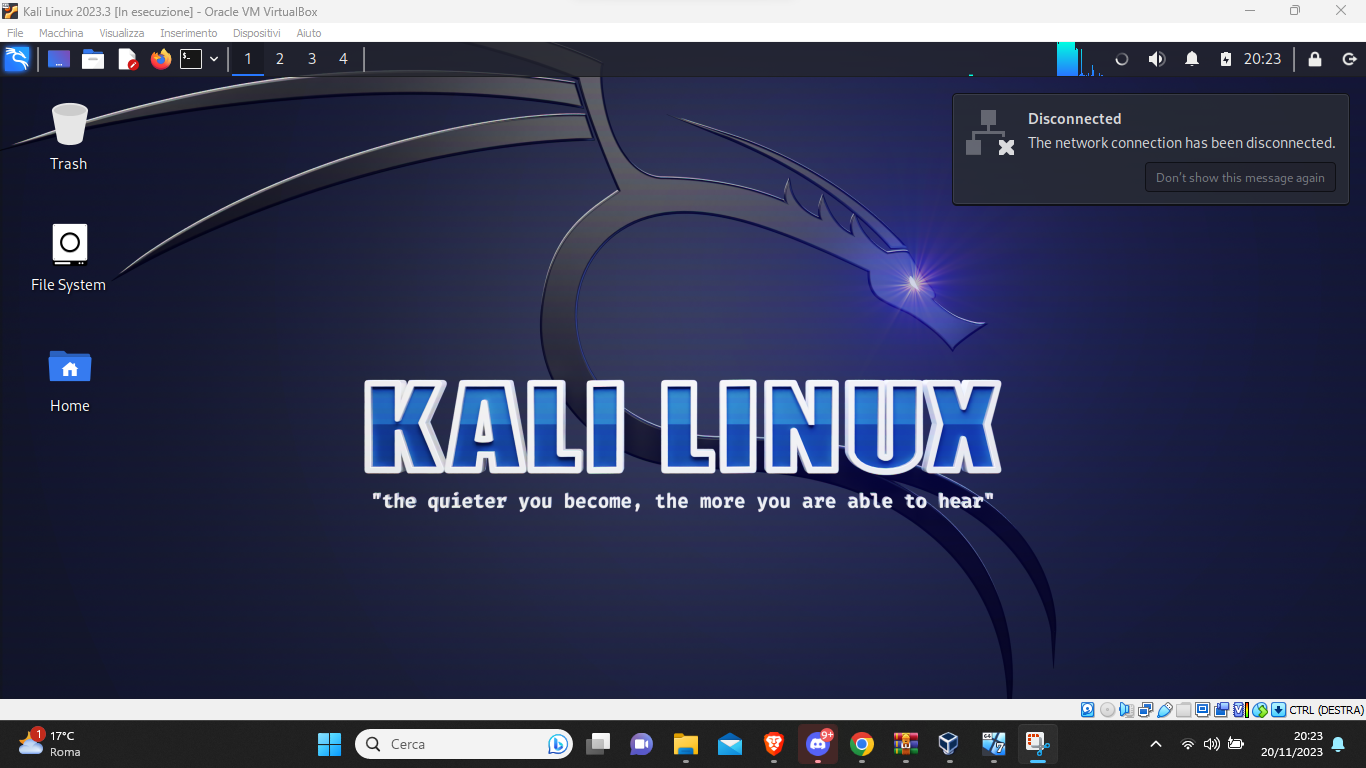 Kali Linux 2023.3 [In esecuzione] - Oracle VM VirtualBox
File Macchina Visualizza Inserimento Dispositivi Aiuto
1 2 3 4 20:23
Disconnected
The network connection has been disconnected.
Don't show this message again
Trash
File System
Home
KALI LINUX
"the quieter you become, the more you are able to hear"
CTRL (DESTRA)
1
17°C
Roma
Cerca
9+
20:23
20/11/2023